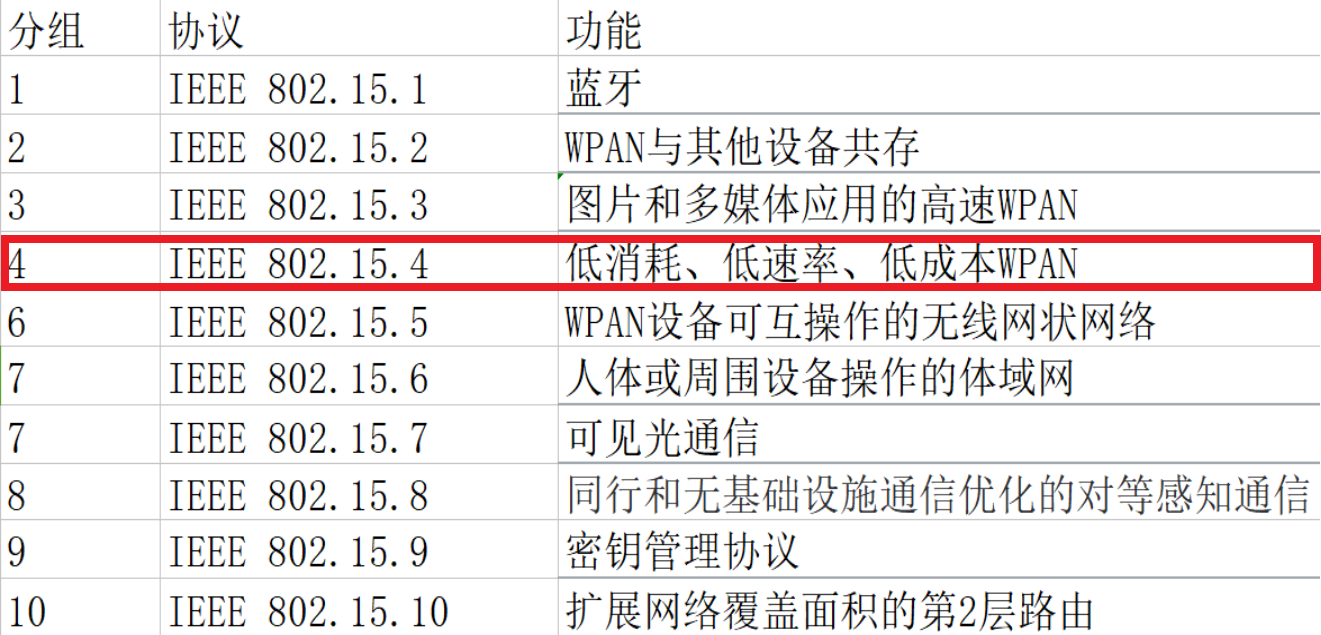 分组 协议 功能
1 IEEE 802.15.1 蓝牙
2 IEEE 802.15.2 WPAN与其他设备共存
3 IEEE 802.15.3 图片和多媒体应用的高速WPAN
4 IEEE 802.15.4 低消耗、低速率、低成本WPAN
6 IEEE 802.15.5 WPAN设备可互操作的无线网状网络
7 IEEE 802.15.6 人体或周围设备操作的体域网
7 IEEE 802.15.7 可见光通信
8 IEEE 802.15.8 同行和无基础设施通信优化的对等感知通信
9 IEEE 802.15.9 密钥管理协议
10 IEEE 802.15.10 扩展网络覆盖面积的第2层路由